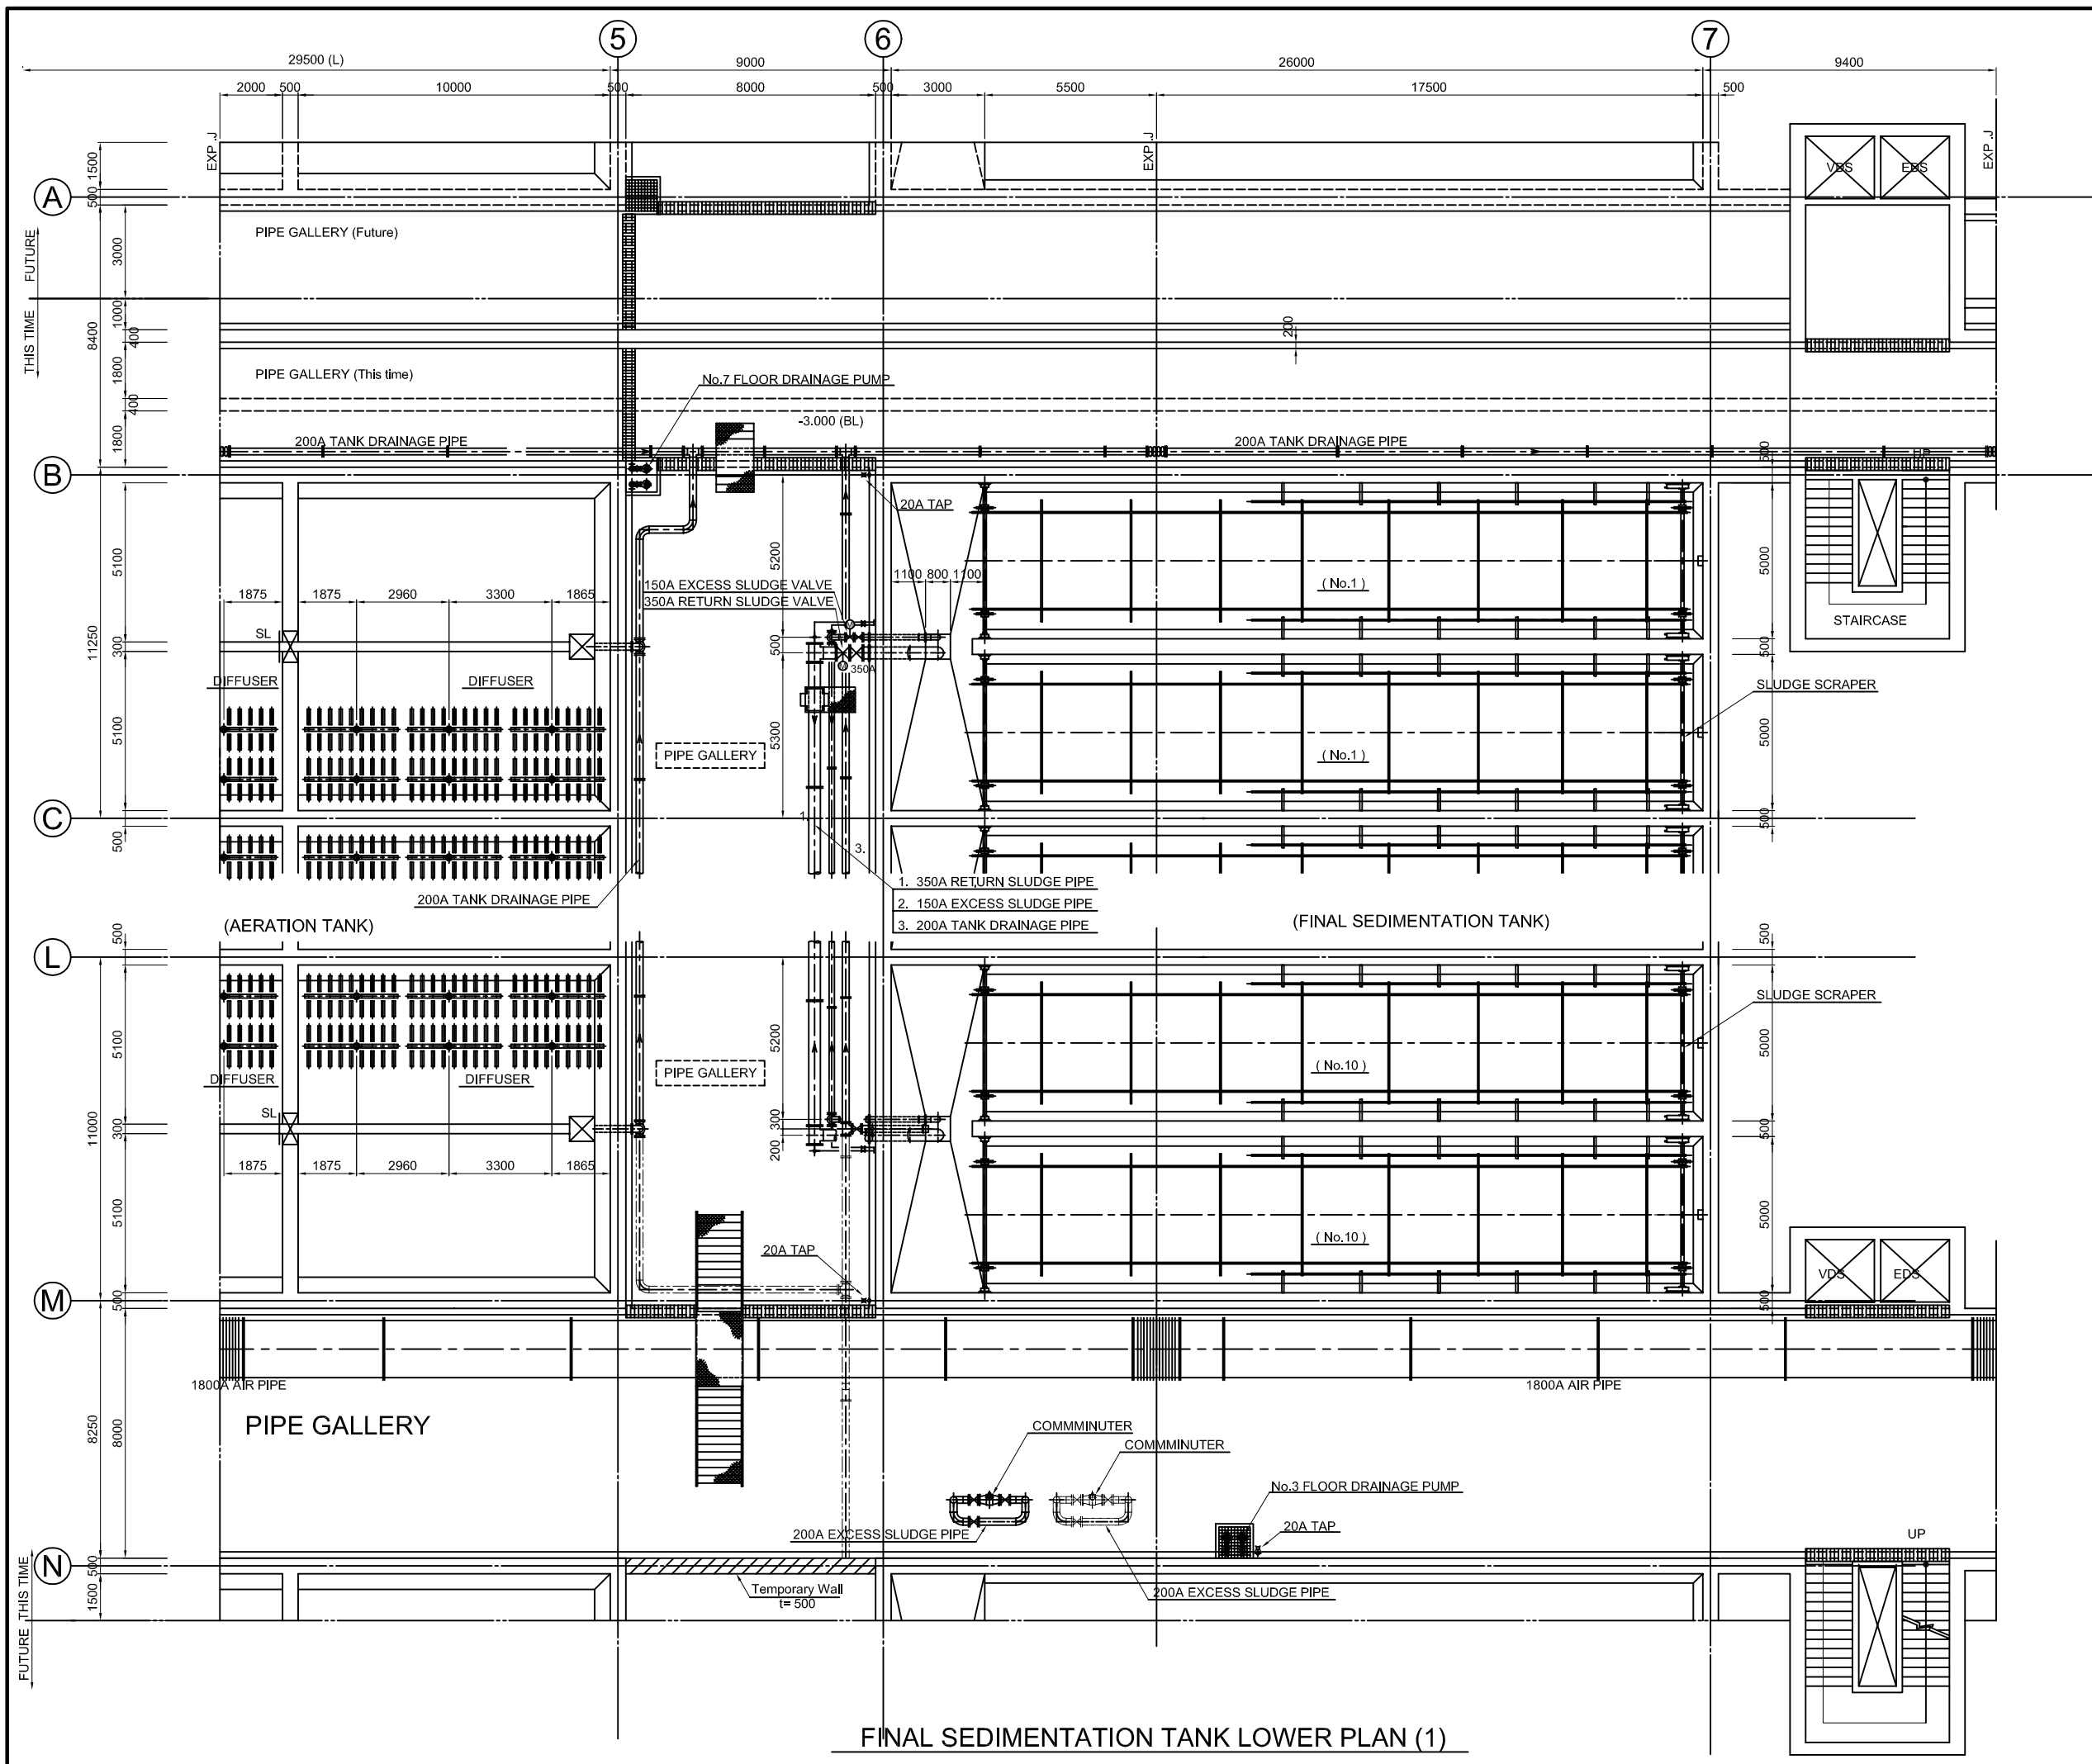 5
6
7
29500 (L)
9000
26000
9400
2000
500
10000
500
8000
500
3000
5500
17500
500
EXP .J
EXP .J
EXP .J
1500
500
A
VDS
EDS
PIPE GALLERY (Future)
FUTURE
THIS TIME
3000
8400
1000
400
200
1800
PIPE GALLERY (This time)
No.7 FLOOR DRAINAGE PUMP
400
-3.000 (BL)
1800
200A TANK DRAINAGE PIPE
200A TANK DRAINAGE PIPE
500
UP
B
20A TAP
5100
5200
5000
150A EXCESS SLUDGE VALVE
1100
800
1100
( No.1 )
1875
1875
2960
3300
1865
350A RETURN SLUDGE VALVE
STAIRCASE
SL
11250
300
500
500
350A
DIFFUSER
DIFFUSER
SLUDGE SCRAPER
5100
5300
5000
PIPE GALLERY
( No.1 )
C
1.
500
500
3.
1. 350A RETURN SLUDGE PIPE
200A TANK DRAINAGE PIPE
2. 150A EXCESS SLUDGE PIPE
(AERATION TANK)
3. 200A TANK DRAINAGE PIPE
(FINAL SEDIMENTATION TANK)
500
500
L
SLUDGE SCRAPER
5100
5200
5000
PIPE GALLERY
( No.10 )
DIFFUSER
DIFFUSER
SL
11000
300
300
500
200
1875
1875
2960
3300
1865
5100
5000
( No.10 )
20A TAP
VDS
EDS
M
500
500
1800A AIR PIPE
1800A AIR PIPE
PIPE GALLERY
8250
8000
COMMMINUTER
COMMMINUTER
No.3 FLOOR DRAINAGE PUMP
200A EXCESS SLUDGE PIPE
20A TAP
UP
N
THIS TIME
FUTURE
500
1500
Temporary Wall
t= 500
200A EXCESS SLUDGE PIPE
FINAL SEDIMENTATION TANK LOWER PLAN (1)